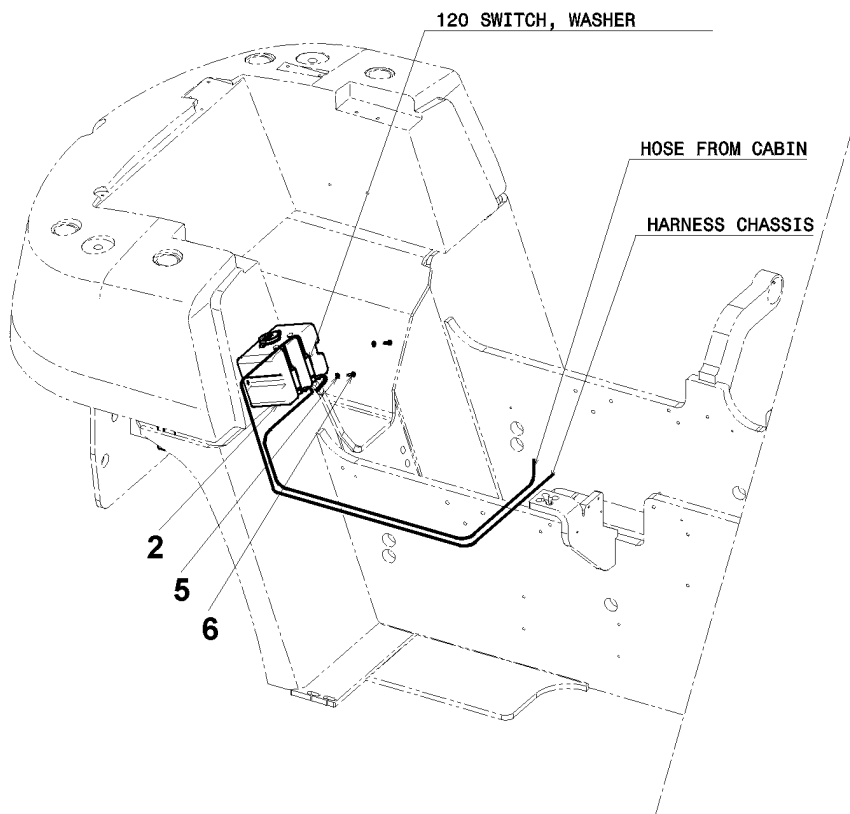 120 SWITCH, WASHER
HOSE FROM CABIN
HARNESS CHASSIS
2
5
6